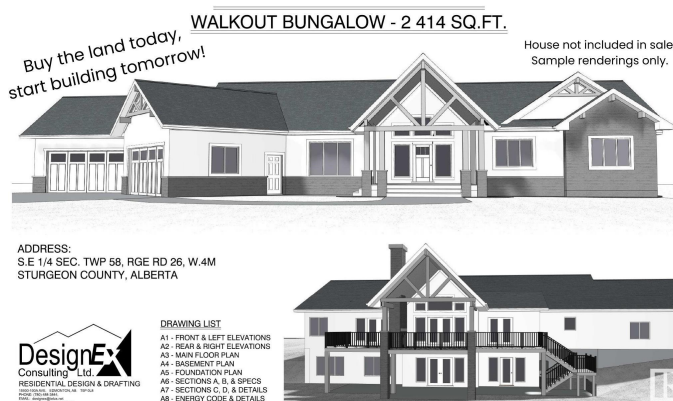 WALKOUT BUNGALOW - 2 414 SQ.FT.
Buy the land today,
start building tomorrow!
House not included in sale
Sample renderings only.
ADDRESS:
S.E 1/4 SEC. TWP 58, RGE RD 26, W.4M
STURGEON COUNTY, ALBERTA
DesignEx
Consulting Ltd.
RESIDENTIAL DESIGN & DRAFTING
DRAWING LIST
A1 - FRONT & LEFT ELEVATIONS
A2 - REAR & RIGHT ELEVATIONS
A3 - MAIN FLOOR PLAN
A4 - BASEMENT PLAN
A5 - FOUNDATION PLAN
A6 - SECTIONS A, B, & SPECS
A7 - SECTIONS C, D, & DETAILS
A8 - ENERGY CODE & DETAILS